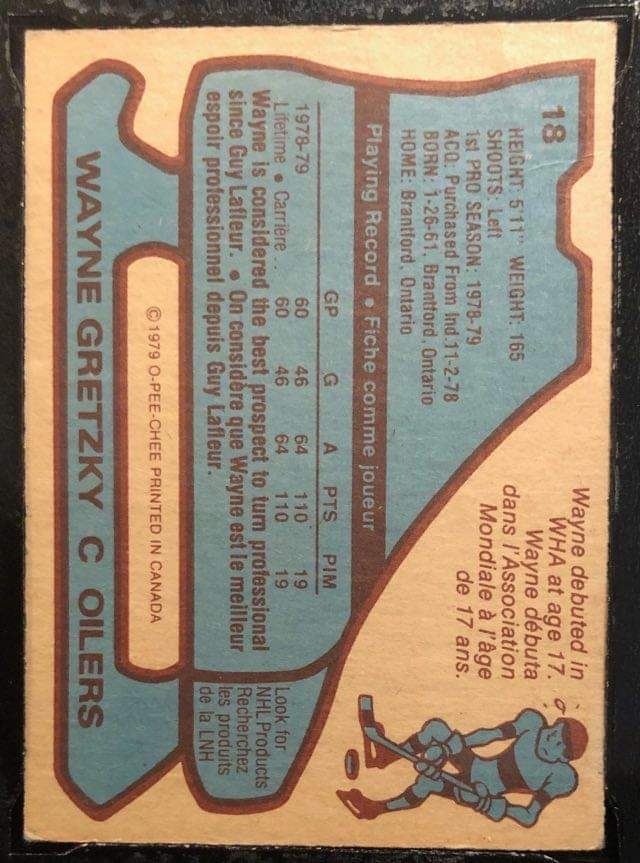 18
HEIGHT: 5'11" WEIGHT: 165
SHOOTS: Left
1st PRO SEASON: 1978-79
ACQ. Purchased From Ind. 11-2-78
BORN: 1-26-61, Brantford, Ontario
HOME: Brantford, Ontario
Wayne debuted in
WHA at age 17.
Wayne débuta
dans l'Association
Mondiale à l'âge
de 17 ans.
Playing Record • Fiche comme joueur
GP G A PTS PIM
1978-79 60 46 64 110 19
Lifetime • Carrière.. 60 46 64 110 19
Wayne is considered the best prospect to turn professional
since Guy Lafleur. • On considère que Wayne est le meilleur
espoir professionnel depuis Guy Lafleur.
Look for
NHL Products
Recherchez
les produits
de la LNH
© 1979 O-PEE-CHEE PRINTED IN CANADA
WAYNE GRETZKY C OILERS